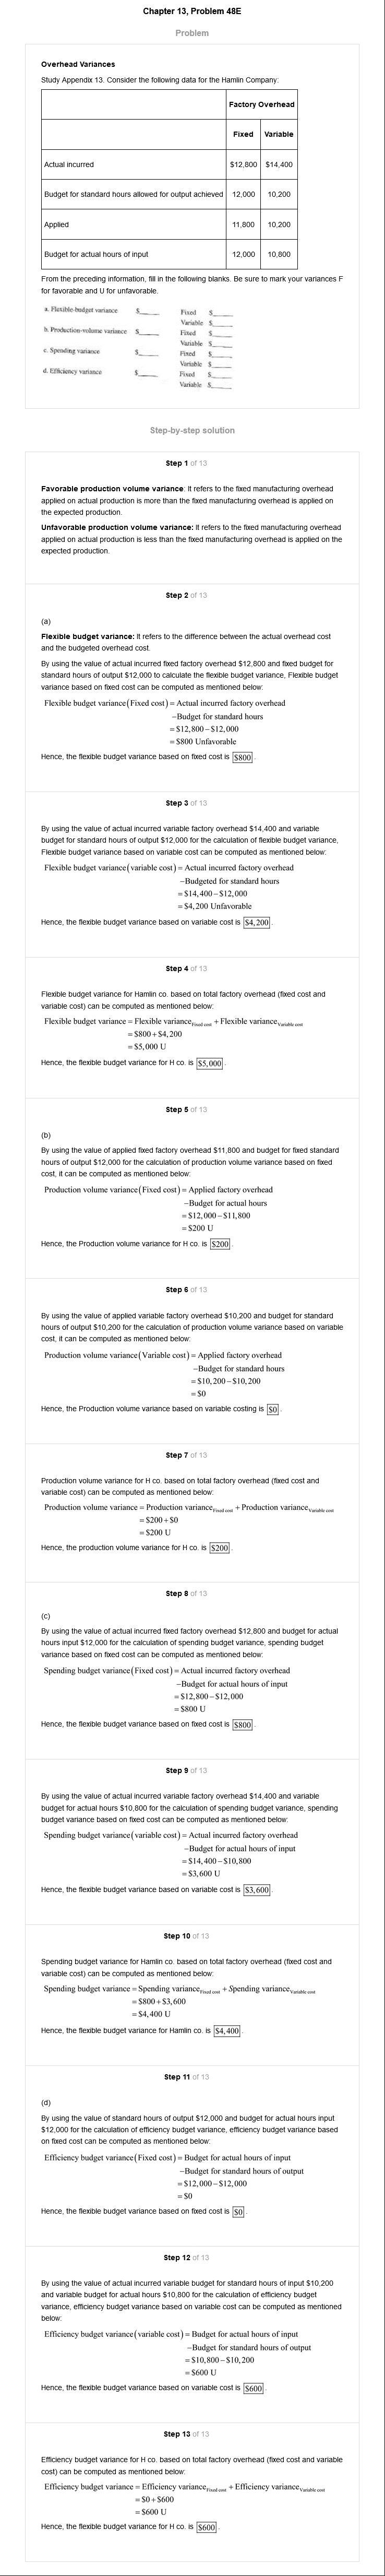 Chapter 13, Problem 48E
Problem
Overhead Variances
Study Appendix 13. Consider the following data for the Hamlin Company:
Factory Overhead
Fixed Variable
Actual incurred $12,800 $14,400
Budget for standard hours allowed for output achieved 12,000 10,200
Applied 11,800 10,200
Budget for actual hours of input 12,000 10,800
From the preceding information, fill in the following blanks. Be sure to mark your variances F
for favorable and U for unfavorable.
a. Flexible-budget variance $____ Fixed $____
Variable $____
b. Production-volume variance $____ Fixed $____
Variable $____
c. Spending variance $____ Fixed $____
Variable $____
d. Efficiency variance $____ Fixed $____
Variable $____
Step-by-step solution
Step 1 of 13
Favorable production volume variance: It refers to the fixed manufacturing overhead
applied on actual production is more than the fixed manufacturing overhead is applied on
the expected production.
Unfavorable production volume variance: It refers to the fixed manufacturing overhead
applied on actual production is less than the fixed manufacturing overhead is applied on the
expected production.
Step 2 of 13
(a)
Flexible budget variance: It refers to the difference between the actual overhead cost
and the budgeted overhead cost.
By using the value of actual incurred fixed factory overhead $12,800 and fixed budget for
standard hours of output $12,000 to calculate the flexible budget variance, Flexible budget
variance based on fixed cost can be computed as mentioned below:
Flexible budget variance(Fixed cost) = Actual incurred factory overhead
−Budget for standard hours
= $12,800 − $12,000
= $800 Unfavorable
Hence, the flexible budget variance based on fixed cost is $800.
Step 3 of 13
By using the value of actual incurred variable factory overhead $14,400 and variable
budget for standard hours of output $12,000 for the calculation of flexible budget variance,
Flexible budget variance based on variable cost can be computed as mentioned below:
Flexible budget variance(variable cost) = Actual incurred factory overhead
−Budgeted for standard hours
= $14,400 − $12,000
= $4,200 Unfavorable
Hence, the flexible budget variance based on variable cost is $4,200.
Step 4 of 13
Flexible budget variance for Hamlin co. based on total factory overhead (fixed cost and
variable cost) can be computed as mentioned below:
Flexible budget variance = Flexible variance Fixed cost + Flexible variance Variable cost
= $800 + $4,200
= $5,000 U
Hence, the flexible budget variance for H co. is $5,000.
Step 5 of 13
(b)
By using the value of applied fixed factory overhead $11,800 and budget for fixed standard
hours of output $12,000 for the calculation of production volume variance based on fixed
cost, it can be computed as mentioned below:
Production volume variance(Fixed cost) = Applied factory overhead
−Budget for actual hours
= $12,000 − $11,800
= $200 U
Hence, the Production volume variance for H co. is $200.
Step 6 of 13
By using the value of applied variable factory overhead $10,200 and budget for standard
hours of output $10,200 for the calculation of production volume variance based on variable
cost, it can be computed as mentioned below:
Production volume variance(Variable cost) = Applied factory overhead
−Budget for standard hours
= $10,200 − $10,200
= $0
Hence, the Production volume variance based on variable costing is $0.
Step 7 of 13
Production volume variance for H co. based on total factory overhead (fixed cost and
variable cost) can be computed as mentioned below:
Production volume variance = Production variance Fixed cost + Production variance Variable cost
= $200 + $0
= $200 U
Hence, the production volume variance for H co. is $200.
Step 8 of 13
(c)
By using the value of actual incurred fixed factory overhead $12,800 and budget for actual
hours input $12,000 for the calculation of spending budget variance, spending budget
variance based on fixed cost can be computed as mentioned below:
Spending budget variance(Fixed cost) = Actual incurred factory overhead
−Budget for actual hours of input
= $12,800 − $12,000
= $800 U
Hence, the flexible budget variance based on fixed cost is $800.
Step 9 of 13
By using the value of actual incurred variable factory overhead $14,400 and variable
budget for actual hours $10,800 for the calculation of spending budget variance, spending
budget variance based on fixed cost can be computed as mentioned below:
Spending budget variance(variable cost) = Actual incurred factory overhead
−Budget for actual hours of input
= $14,400 − $10,800
= $3,600 U
Hence, the flexible budget variance based on variable cost is $3,600.
Step 10 of 13
Spending budget variance for Hamlin co. based on total factory overhead (fixed cost and
variable cost) can be computed as mentioned below:
Spending budget variance = Spending variance Fixed cost + Spending variance Variable cost
= $800 + $3,600
= $4,400 U
Hence, the flexible budget variance for Hamlin co. is $4,400.
Step 11 of 13
(d)
By using the value of standard hours of output $12,000 and budget for actual hours input
$12,000 for the calculation of efficiency budget variance, efficiency budget variance based
on fixed cost can be computed as mentioned below:
Efficiency budget variance(Fixed cost) = Budget for actual hours of input
−Budget for standard hours of output
= $12,000 − $12,000
= $0
Hence, the flexible budget variance based on fixed cost is $0.
Step 12 of 13
By using the value of actual incurred variable budget for standard hours of input $10,200
and variable budget for actual hours $10,800 for the calculation of efficiency budget
variance, efficiency budget variance based on variable cost can be computed as mentioned
below:
Efficiency budget variance(variable cost) = Budget for actual hours of input
−Budget for standard hours of output
= $10,800 − $10,200
= $600 U
Hence, the flexible budget variance based on variable cost is $600.
Step 13 of 13
Efficiency budget variance for H co. based on total factory overhead (fixed cost and variable
cost) can be computed as mentioned below:
Efficiency budget variance = Efficiency variance Fixed cost + Efficiency variance Variable cost
= $0 + $600
= $600 U
Hence, the flexible budget variance for H co. is $600.